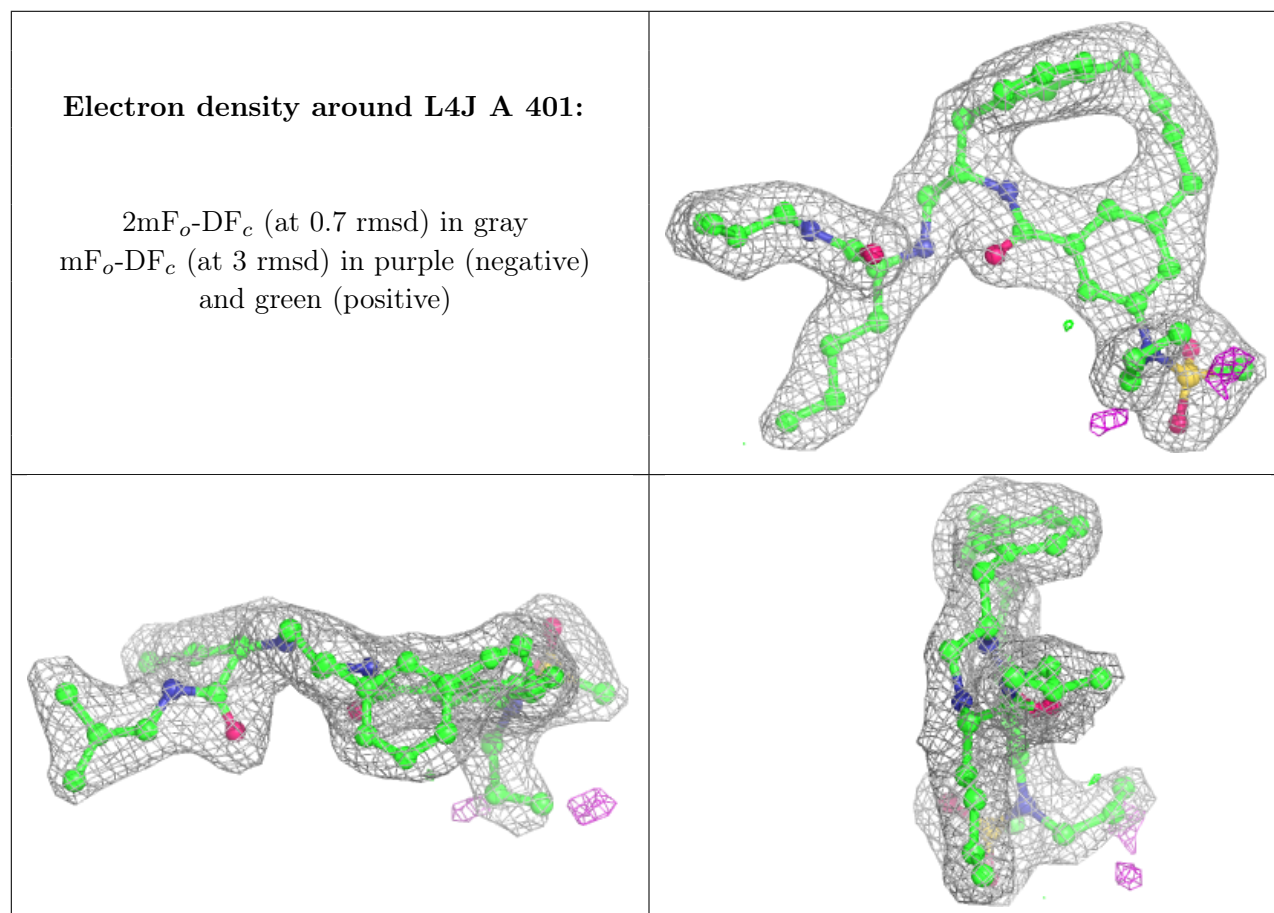 Electron density around L4J A 401:
2mFo-DFc (at 0.7 rmsd) in gray
mFo-DFc (at 3 rmsd) in purple (negative)
and green (positive)